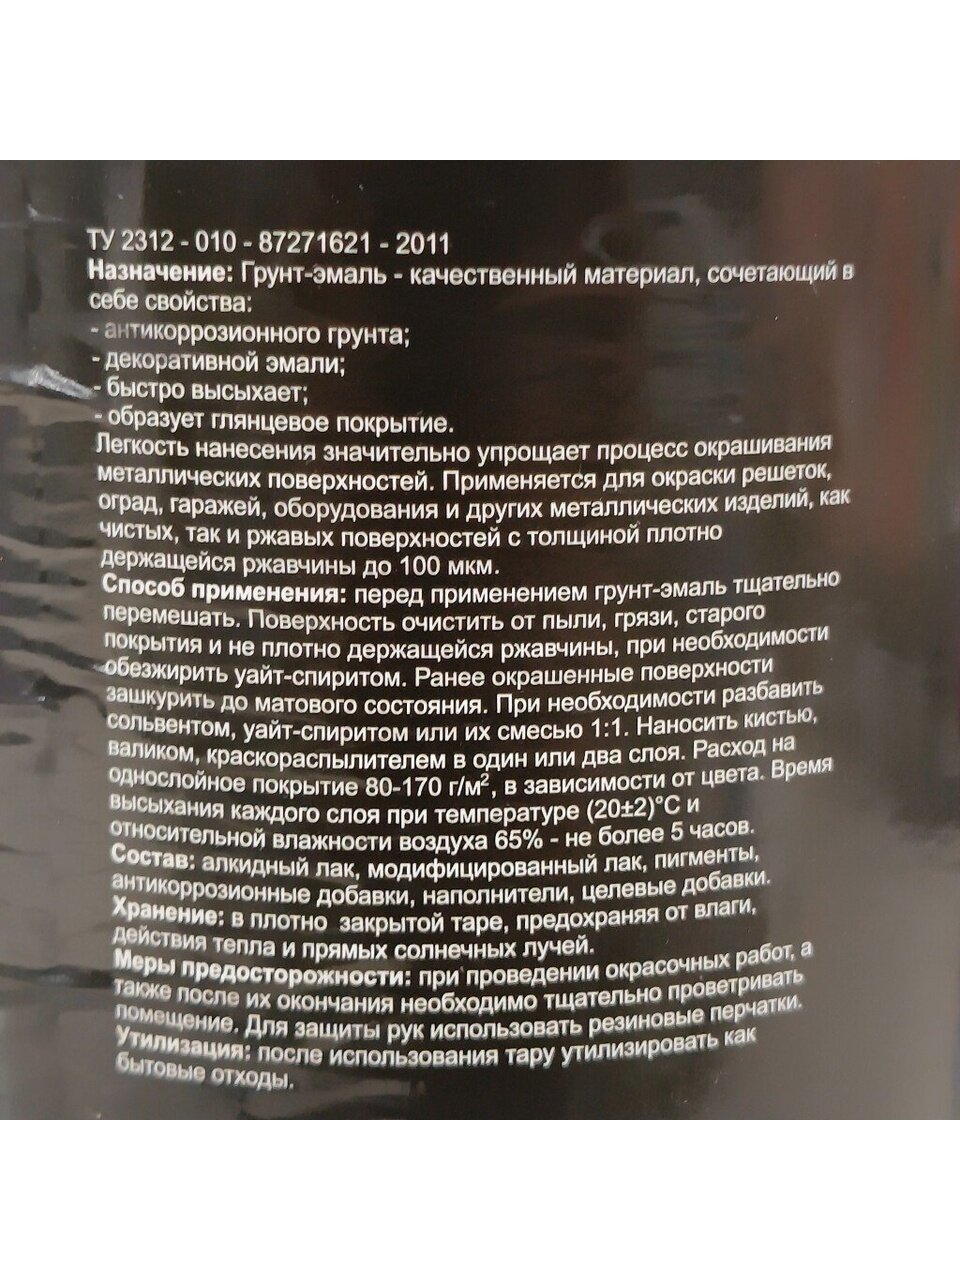 ТУ 2312 - 010 - 87271621 - 2011
Назначение: Грунт-эмаль - качественный материал, сочетающий в
себе свойства:
- антикоррозионного грунта;
- декоративной эмали;
- быстро высыхает;
- образует глянцевое покрытие.
Легкость нанесения значительно упрощает процесс окрашивания
металлических поверхностей. Применяется для окраски решеток,
оград, гаражей, оборудования и других металлических изделий, как
чистых, так и ржавых поверхностей с толщиной плотно
держащейся ржавчины до 100 мкм.
Способ применения: перед применением грунт-эмаль тщательно
перемешать. Поверхность очистить от пыли, грязи, старого
покрытия и не плотно держащейся ржавчины, при необходимости
обезжирить уайт-спиритом. Ранее окрашенные поверхности
зашкурить до матового состояния. При необходимости разбавить
сольвентом, уайт-спиритом или их смесью 1:1. Наносить кистью,
валиком, краскораспылителем в один или два слоя. Расход на
однослойное покрытие 80-170 г/м², в зависимости от цвета. Время
высыхания каждого слоя при температуре (20±2)°С и
относительной влажности воздуха 65% - не более 5 часов.
Состав: алкидный лак, модифицированный лак, пигменты,
антикоррозионные добавки, наполнители, целевые добавки.
Хранение: в плотно закрытой таре, предохраняя от влаги,
действия тепла и прямых солнечных лучей.
Меры предосторожности: при проведении окрасочных работ, а
также после их окончания необходимо тщательно проветривать
помещение. Для защиты рук использовать резиновые перчатки.
Утилизация: после использования тару утилизировать как
бытовые отходы.